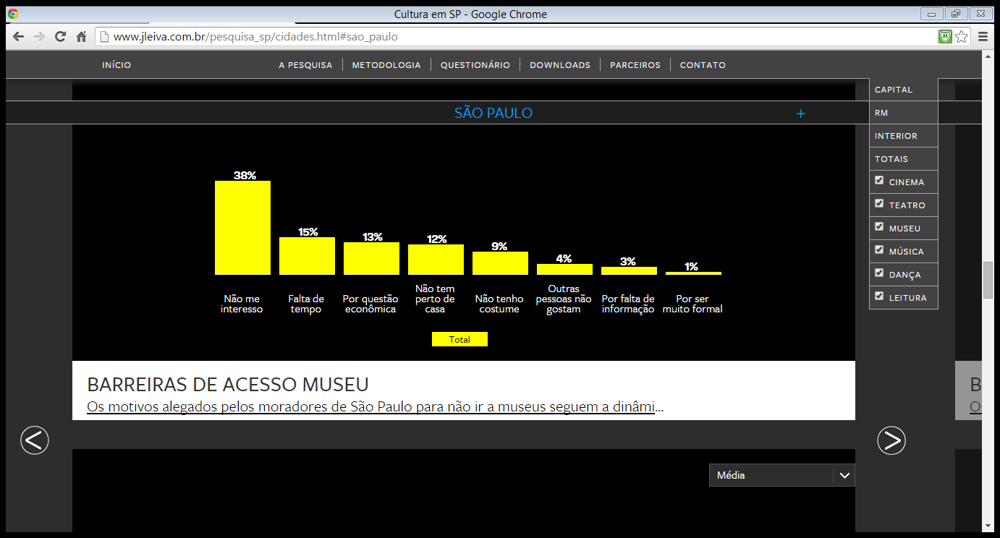 Cultura em SP - Google Chrome
www.jleiva.com.br/pesquisa_sp/cidades.html#sao_paulo
INÍCIO A PESQUISA METODOLOGIA QUESTIONÁRIO DOWNLOADS PARCEIROS CONTATO
CAPITAL
SÃO PAULO +
RM
INTERIOR
TOTAIS
CINEMA
TEATRO
MUSEU
MÚSICA
DANÇA
LEITURA
38%
15%
13%
12%
9%
4%
3%
1%
Não me
interesso
Falta de
tempo
Por questão
econômica
Não tem
perto de
casa
Não tenho
costume
Outras
pessoas não
gostam
Por falta de
informação
Por ser
muito formal
Total
BARREIRAS DE ACESSO MUSEU
Os motivos alegados pelos moradores de São Paulo para não ir a museus seguem a dinâmi...
B
Média